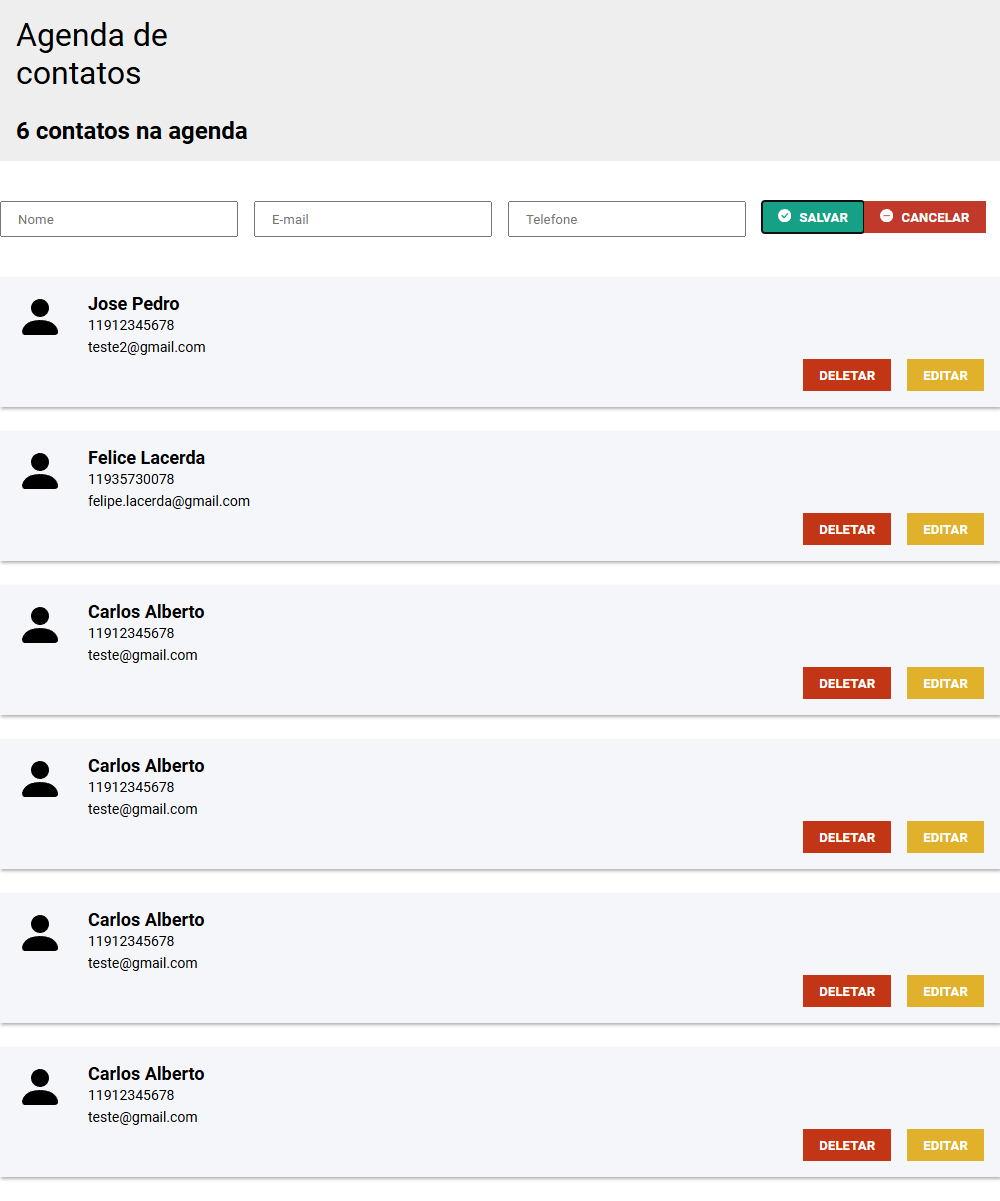 Agenda de
contatos
6 contatos na agenda
Nome E-mail Telefone SALVAR CANCELAR
Jose Pedro
11912345678
teste2@gmail.com
DELETAR EDITAR
Felice Lacerda
11935730078
felipe.lacerda@gmail.com
DELETAR EDITAR
Carlos Alberto
11912345678
teste@gmail.com
DELETAR EDITAR
Carlos Alberto
11912345678
teste@gmail.com
DELETAR EDITAR
Carlos Alberto
11912345678
teste@gmail.com
DELETAR EDITAR
Carlos Alberto
11912345678
teste@gmail.com
DELETAR EDITAR